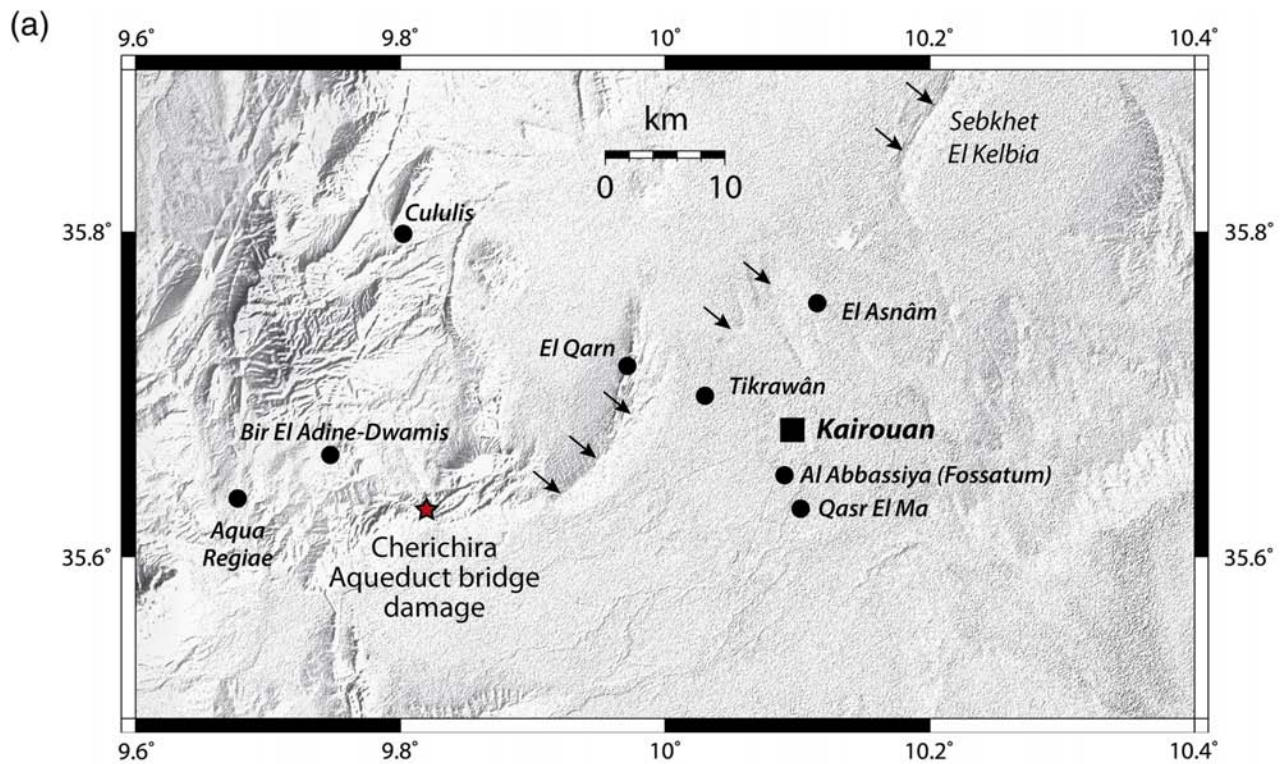 (a)
9.6° 9.8° 10° 10.2° 10.4°
km
0 10
Sebkhet
El Kelbia
Cululis
35.8° 35.8°
El Asnâm
El Qarn
Tikrawân
Kairouan
Bir El Adine-Dwamis
Al Abbassiya (Fossatum)
Qasr El Ma
Aqua
Regiae
Cherichira
Aqueduct bridge
damage
35.6° 35.6°
9.6° 9.8° 10° 10.2° 10.4°